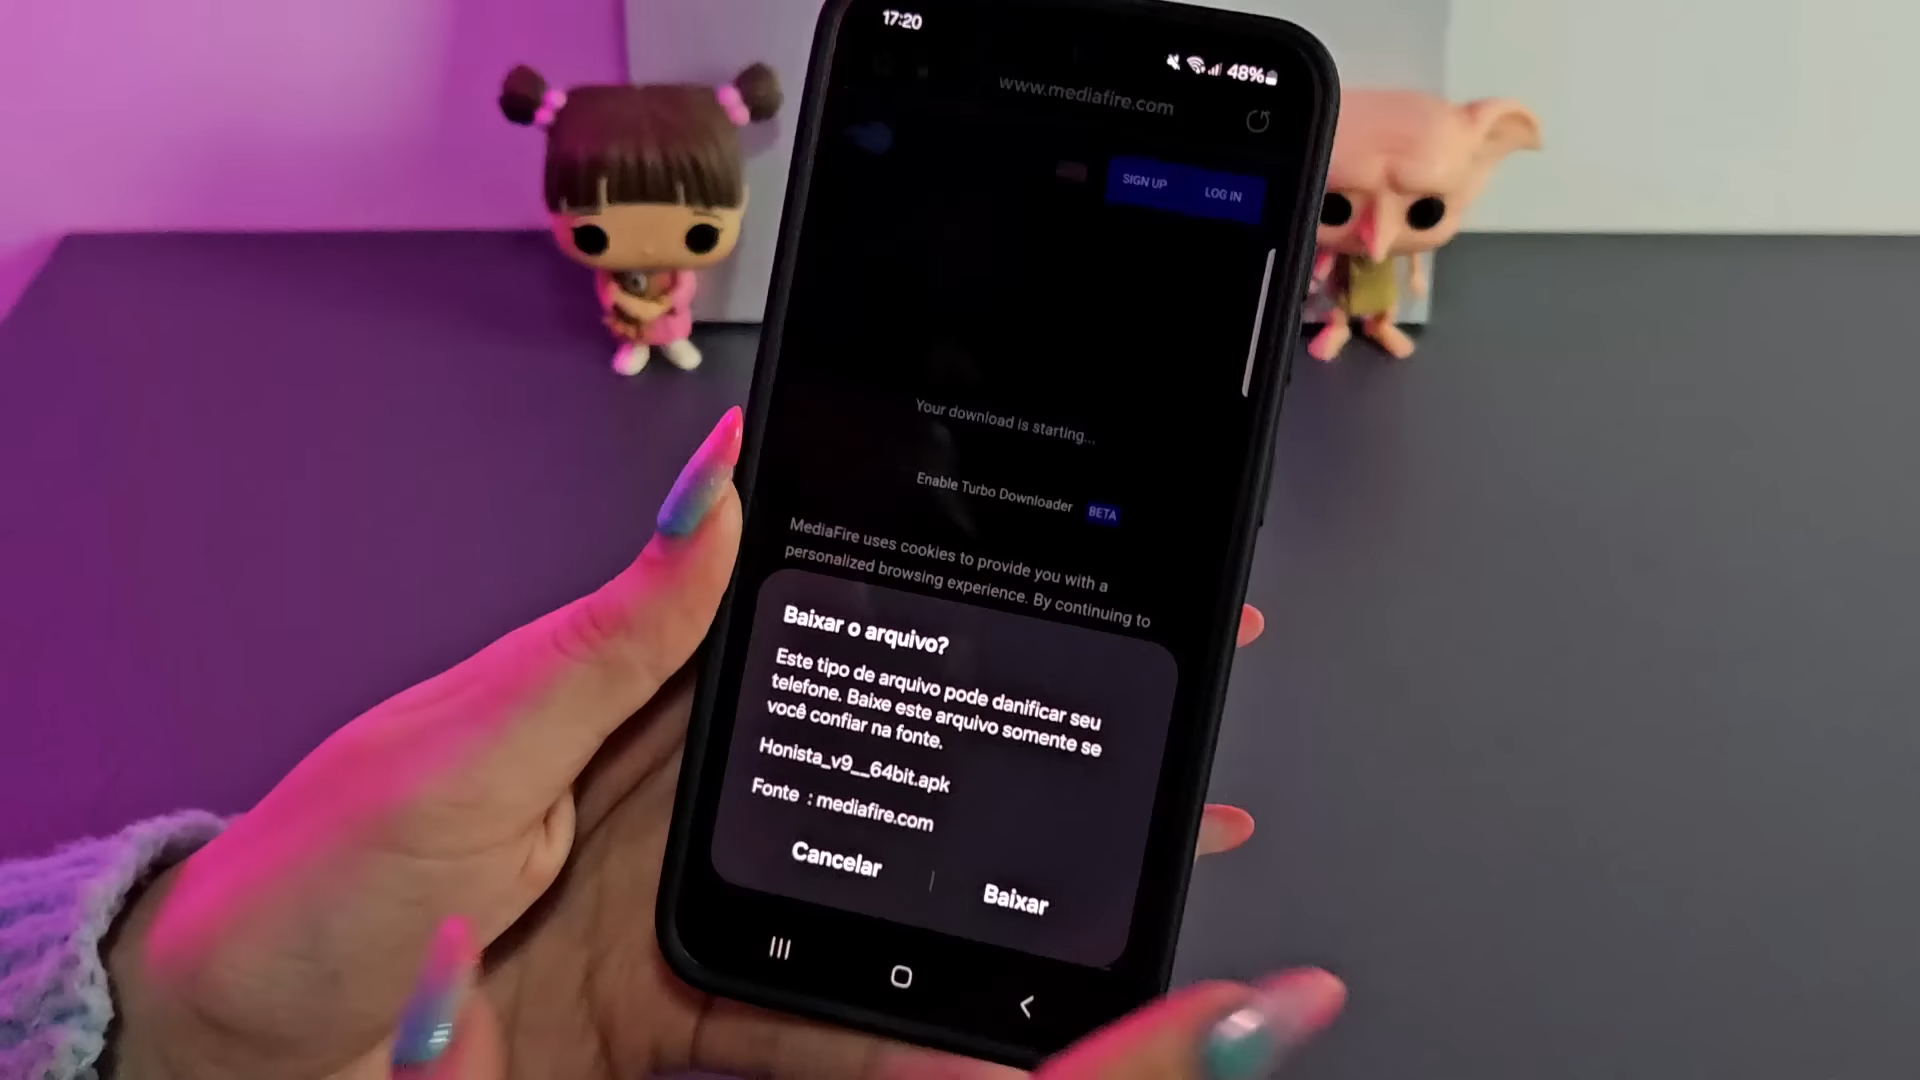 17:20
48%
www.mediafire.com
SIGN UP
LOG IN
Your download is starting...
Enable Turbo Downloader
BETA
MediaFire uses cookies to provide you with a
personalized browsing experience. By continuing to
Baixar o arquivo?
Este tipo de arquivo pode danificar seu
telefone. Baixe este arquivo somente se
você confiar na fonte.
Honista_v9__64bit.apk
Fonte : mediafire.com
Cancelar
Baixar